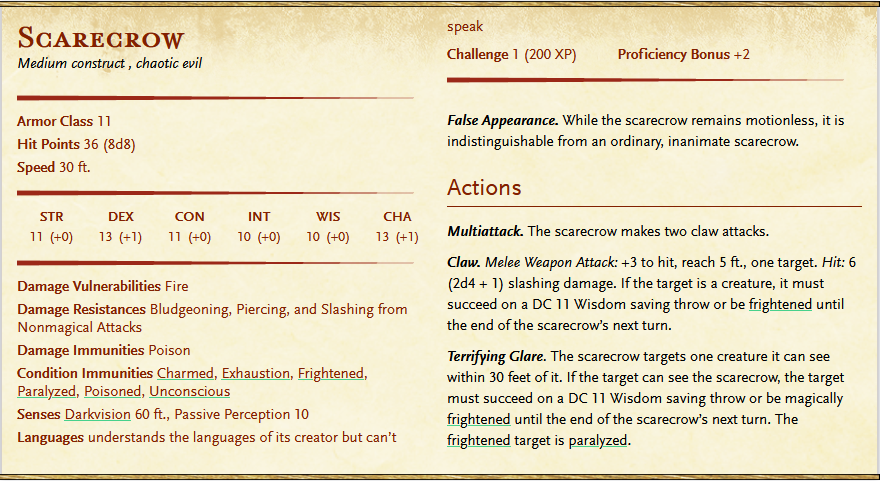 Scarecrow
Medium construct , chaotic evil
Armor Class 11
Hit Points 36 (8d8)
Speed 30 ft.
STR DEX CON INT WIS CHA
11 (+0) 13 (+1) 11 (+0) 10 (+0) 10 (+0) 13 (+1)
Damage Vulnerabilities Fire
Damage Resistances Bludgeoning, Piercing, and Slashing from
Nonmagical Attacks
Damage Immunities Poison
Condition Immunities Charmed, Exhaustion, Frightened,
Paralyzed, Poisoned, Unconscious
Senses Darkvision 60 ft., Passive Perception 10
Languages understands the languages of its creator but can't
speak
Challenge 1 (200 XP) Proficiency Bonus +2
False Appearance. While the scarecrow remains motionless, it is
indistinguishable from an ordinary, inanimate scarecrow.
Actions
Multiattack. The scarecrow makes two claw attacks.
Claw. Melee Weapon Attack: +3 to hit, reach 5 ft., one target. Hit: 6
(2d4 + 1) slashing damage. If the target is a creature, it must
succeed on a DC 11 Wisdom saving throw or be frightened until
the end of the scarecrow's next turn.
Terrifying Glare. The scarecrow targets one creature it can see
within 30 feet of it. If the target can see the scarecrow, the target
must succeed on a DC 11 Wisdom saving throw or be magically
frightened until the end of the scarecrow's next turn. The
frightened target is paralyzed.